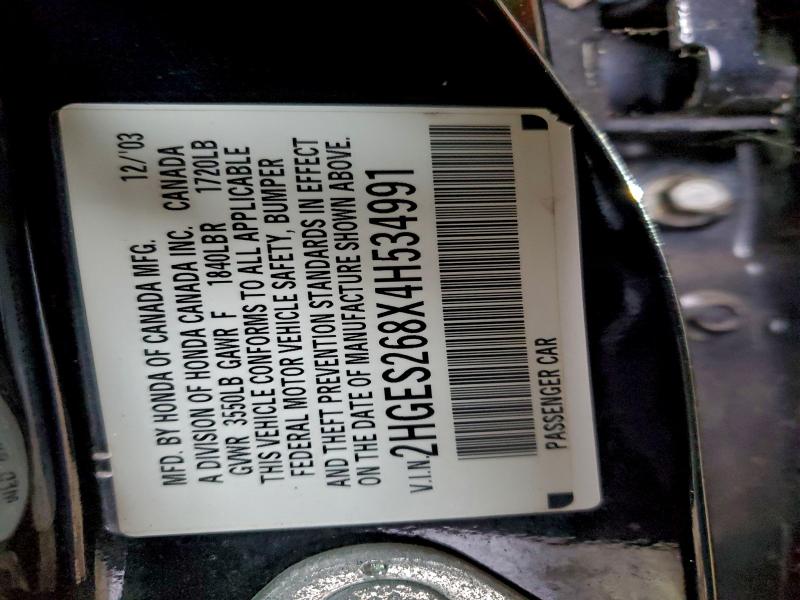 MFD. BY HONDA OF CANADA MFG. 12/'03
A DIVISION OF HONDA CANADA INC. CANADA
GVWR 3550LB GAWR F 1840LBR 1720LB
THIS VEHICLE CONFORMS TO ALL APPLICABLE
FEDERAL MOTOR VEHICLE SAFETY, BUMPER
AND THEFT PREVENTION STANDARDS IN EFFECT
ON THE DATE OF MANUFACTURE SHOWN ABOVE.
V.I.N. 2HGES268X4H534991
PASSENGER CAR